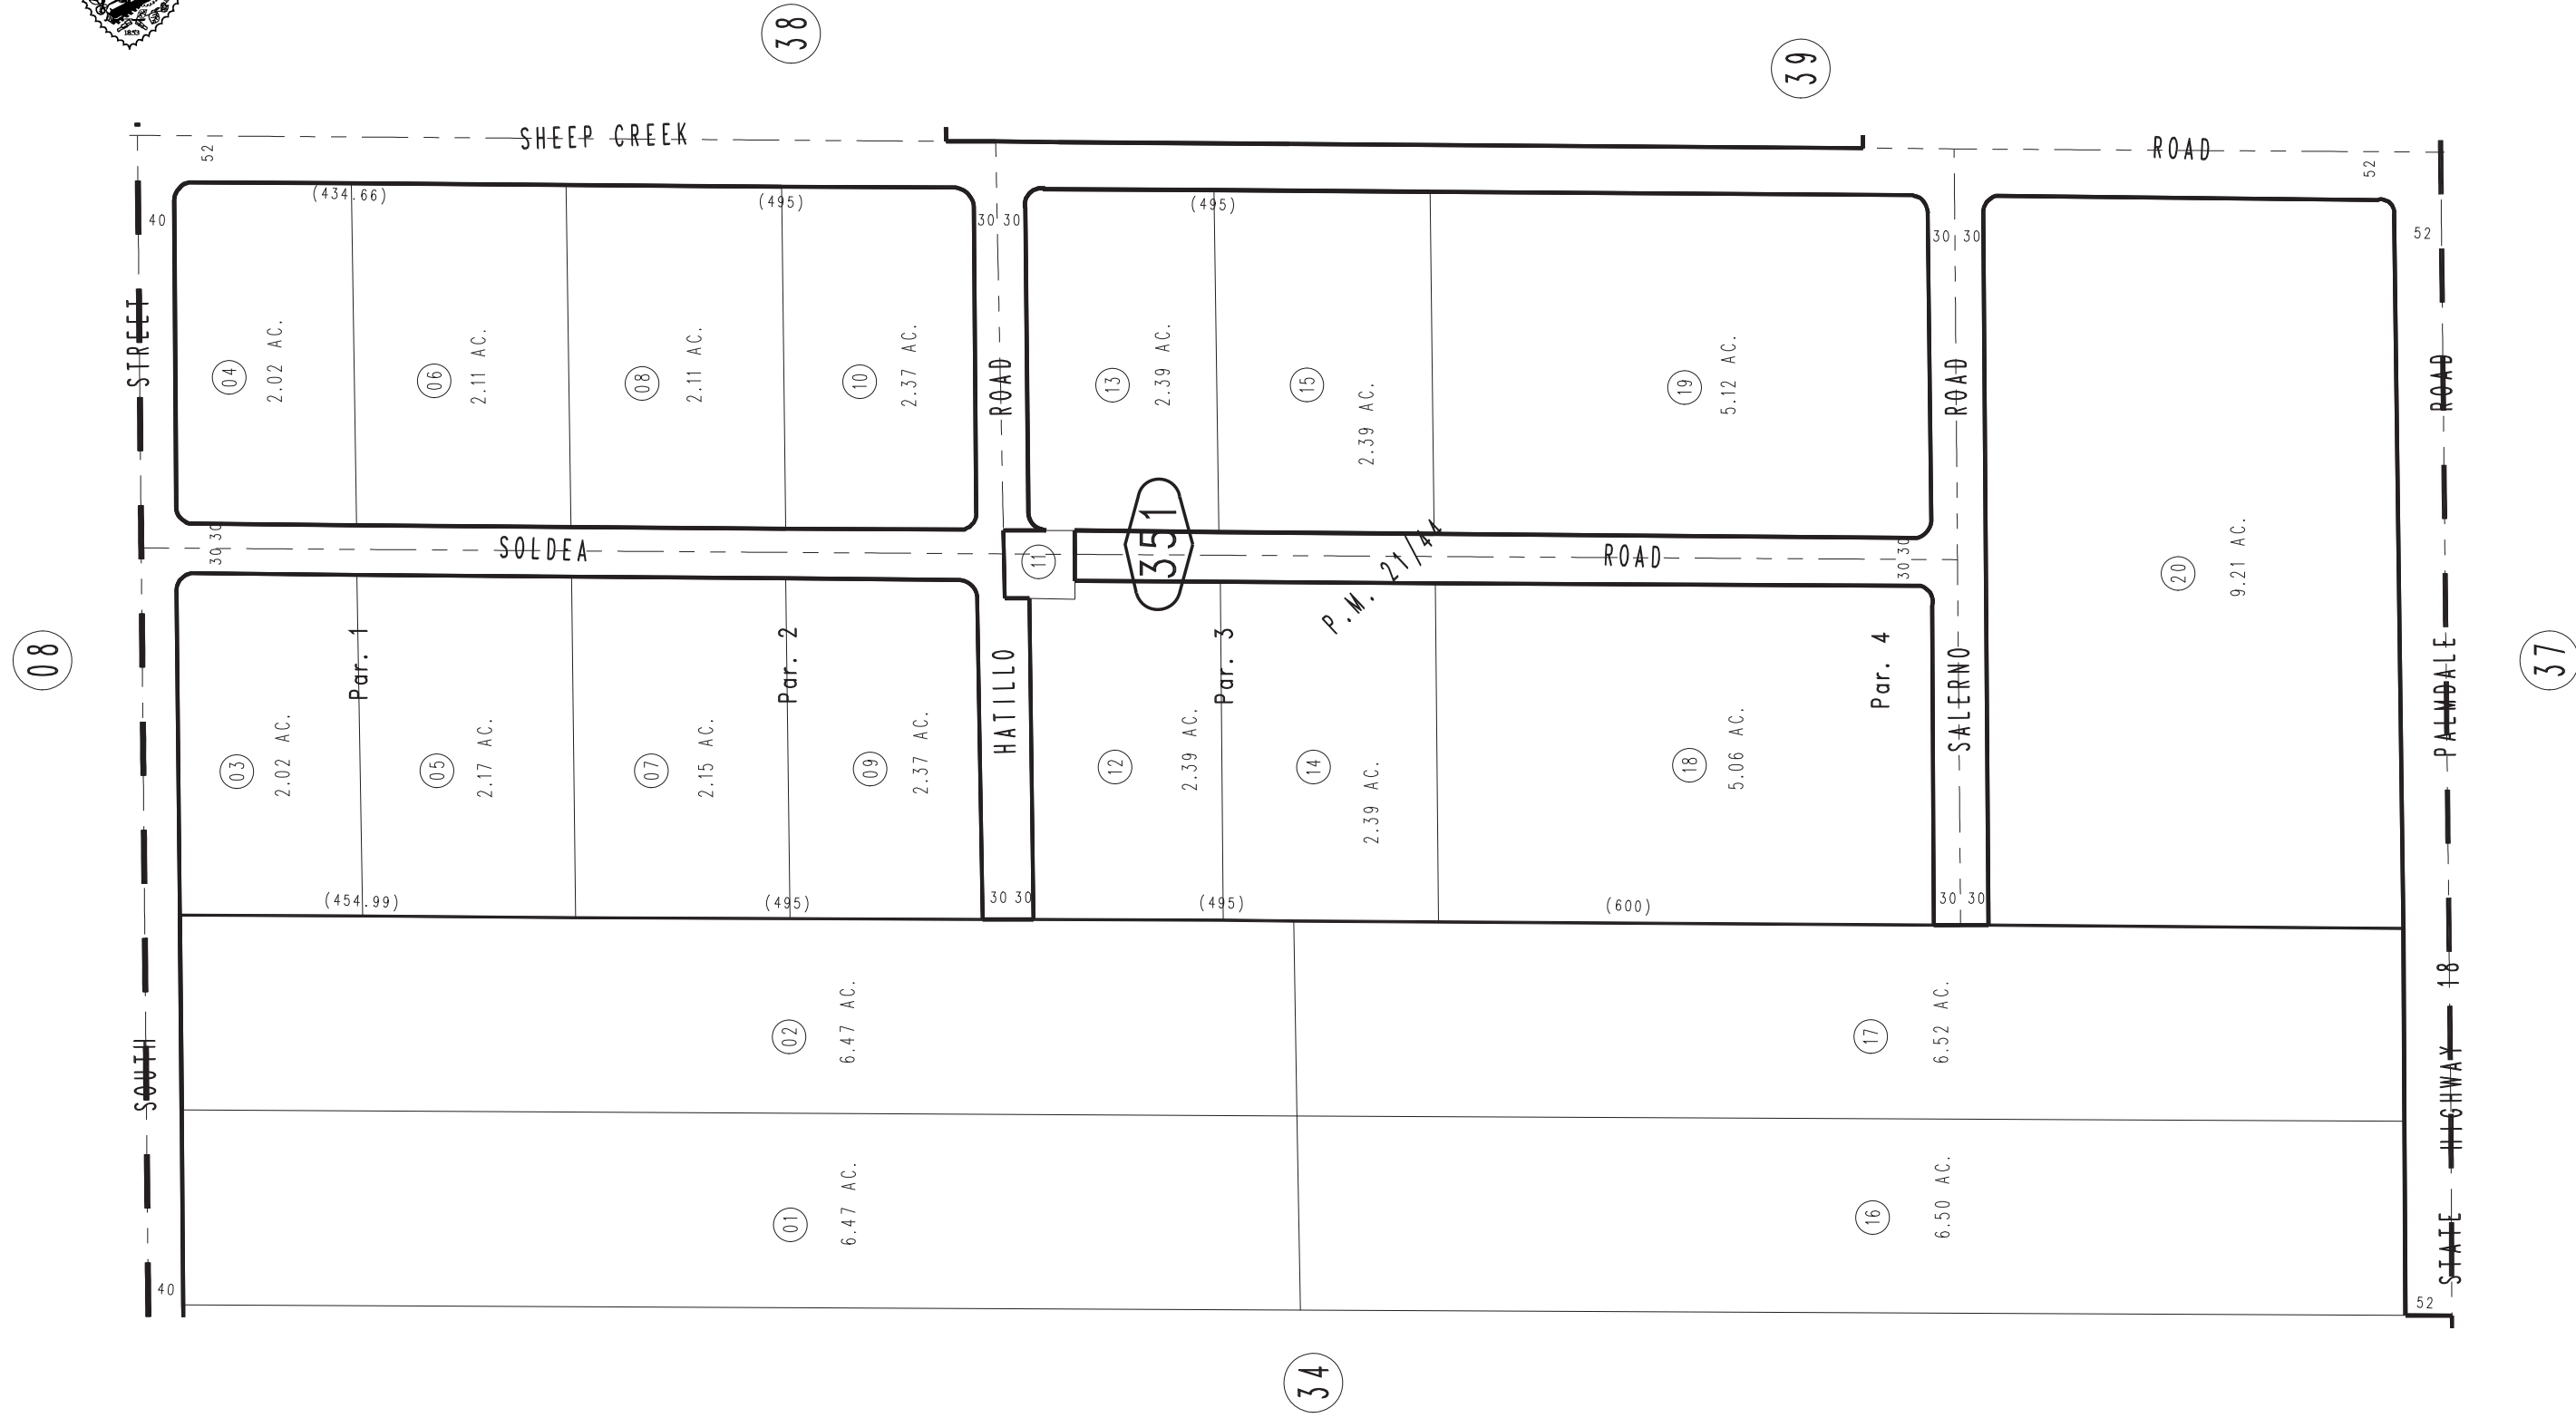 1853
38
39
SHEEP CREEK
ROAD
52
52
(434.66)
(495)
(495)
40
30 30
30 30
52
STREET
04
2.02 AC.
06
2.11 AC.
08
2.11 AC.
10
2.37 AC.
ROAD
13
2.39 AC.
15
2.39 AC.
19
5.12 AC.
ROAD
ROAD
30 30
SOLDEA
11
351
P.M. 21/44
ROAD
30 30
20
9.21 AC.
08
Par. 1
Par. 2
HATILLO
Par. 3
Par. 4
SALERNO
PALMDALE
37
03
2.02 AC.
05
2.17 AC.
07
2.15 AC.
09
2.37 AC.
12
2.39 AC.
14
2.39 AC.
18
5.06 AC.
(454.99)
(495)
30 30
(495)
(600)
30 30
SOUTH
02
6.47 AC.
17
6.52 AC.
STATE HIGHWAY 18
01
6.47 AC.
16
6.50 AC.
40
52
34